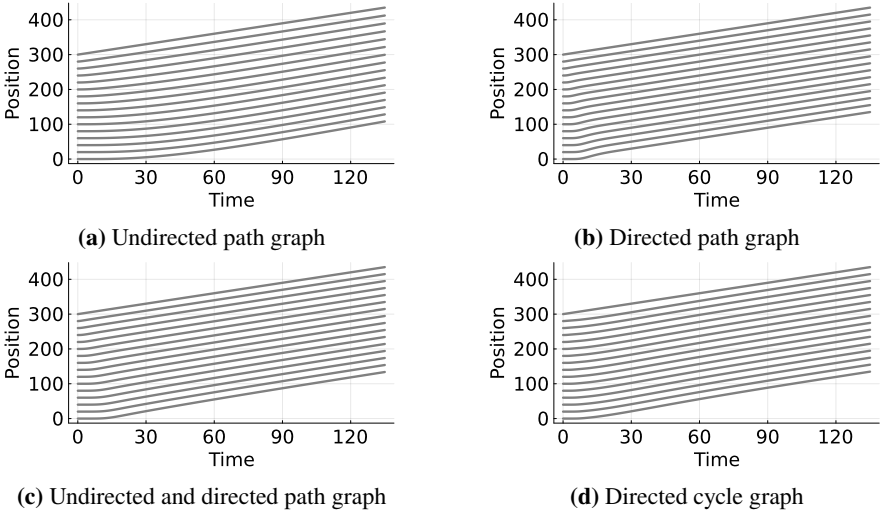 400
300
200
100
0
Position
0 30 60 90 120
Time
(a) Undirected path graph
400
300
200
100
0
Position
0 30 60 90 120
Time
(b) Directed path graph
400
300
200
100
0
Position
0 30 60 90 120
Time
(c) Undirected and directed path graph
400
300
200
100
0
Position
0 30 60 90 120
Time
(d) Directed cycle graph